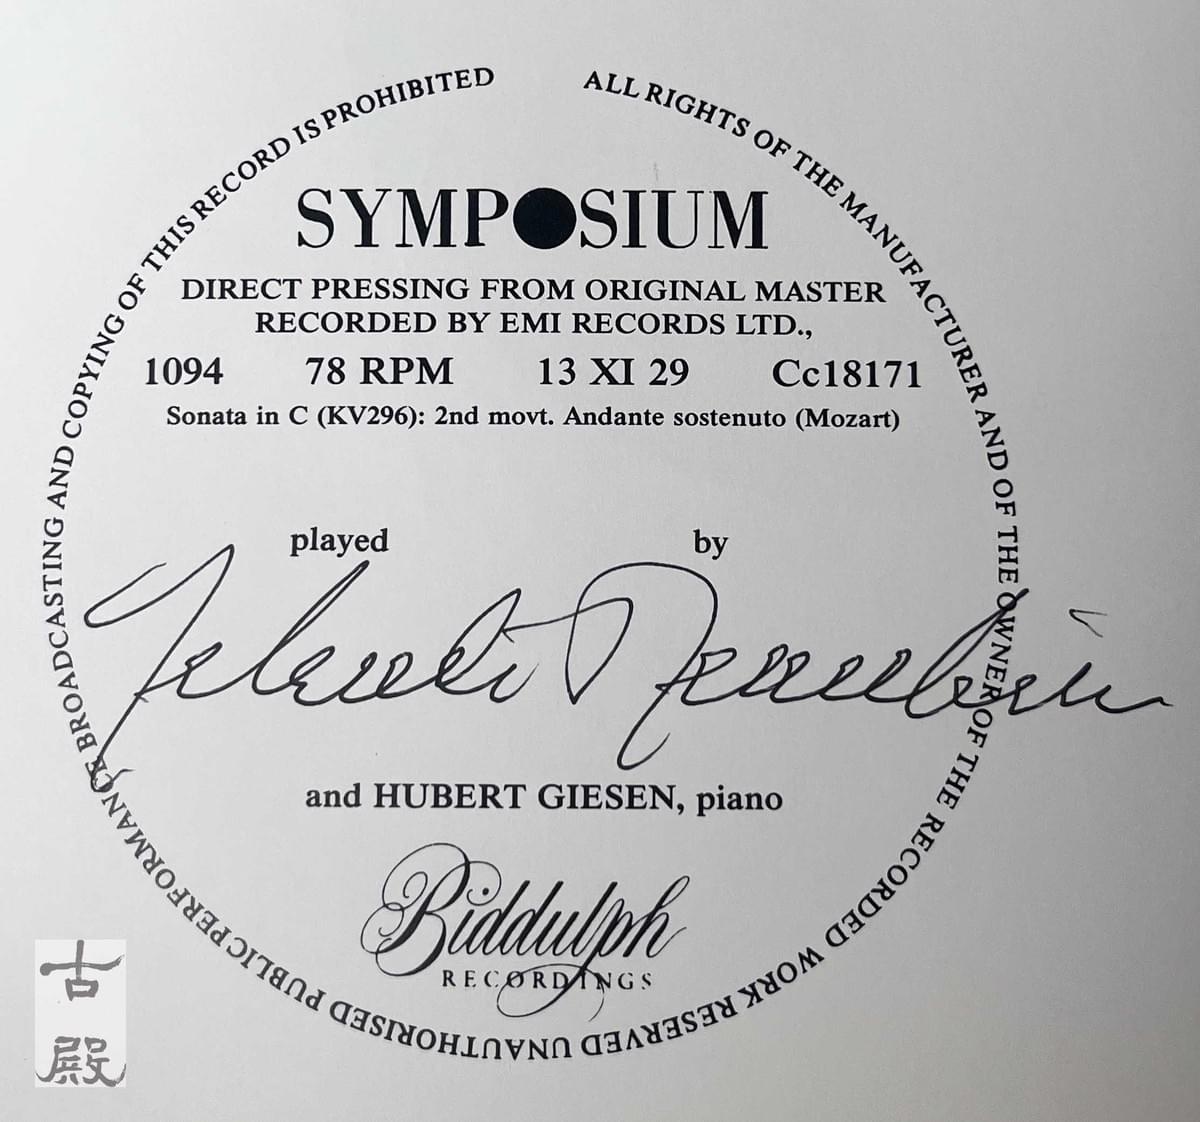 ALL RIGHTS OF THE MANUFACTURER AND OF THE OWNER OF THE RECORDED WORK RESERVED UNAUTHORISED PUBLIC PERFORMANCE BROADCASTING AND COPYING OF THIS RECORD IS PROHIBITED
SYMPOSIUM
DIRECT PRESSING FROM ORIGINAL MASTER
RECORDED BY EMI RECORDS LTD.,
1094 78 RPM 13 XI 29 Cc18171
Sonata in C (KV296): 2nd movt. Andante sostenuto (Mozart)
played by
Yehudi Menuhin
and HUBERT GIESEN, piano
Biddulph
RECORDINGS
古
殿